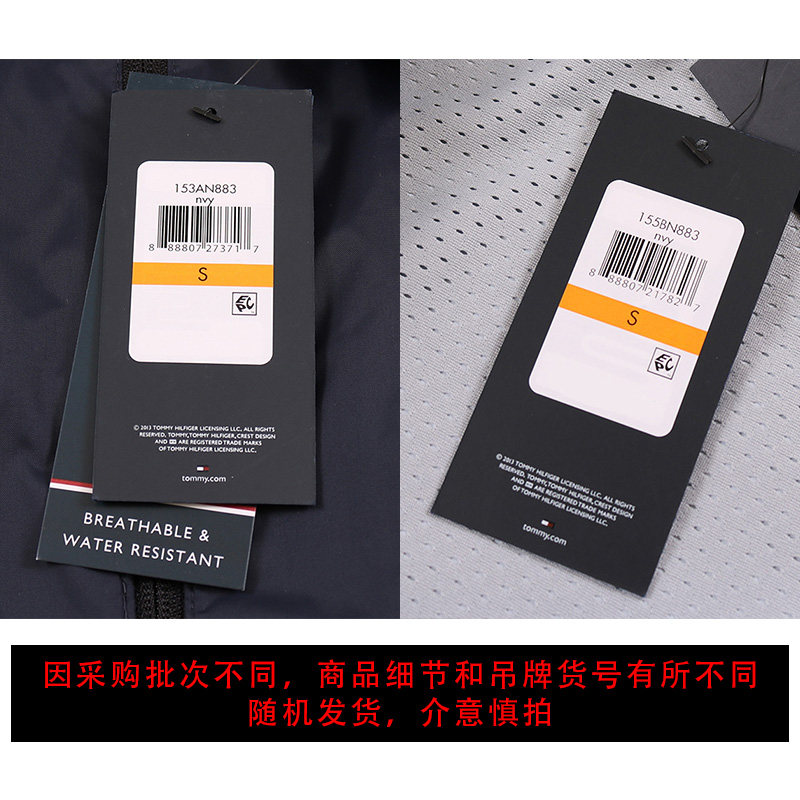 153AN883
nvy
8 88807 27371 7
S
EPC
© 2013 TOMMY HILFIGER LICENSING LLC, ALL RIGHTS
RESERVED, TOMMY, TOMMY HILFIGER, CREST DESIGN
AND ARE REGISTERED TRADE MARKS
OF TOMMY HILFIGER LICENSING LLC.
tommy.com
BREATHABLE &
WATER RESISTANT
155BN883
nvy
8 88807 21782 7
S
EPC
© 2013 TOMMY HILFIGER LICENSING LLC, ALL RIGHTS
RESERVED, TOMMY, TOMMY HILFIGER, CREST DESIGN
AND ARE REGISTERED TRADE MARKS
OF TOMMY HILFIGER LICENSING LLC.
tommy.com
因采购批次不同，商品细节和吊牌货号有所不同
随机发货，介意慎拍